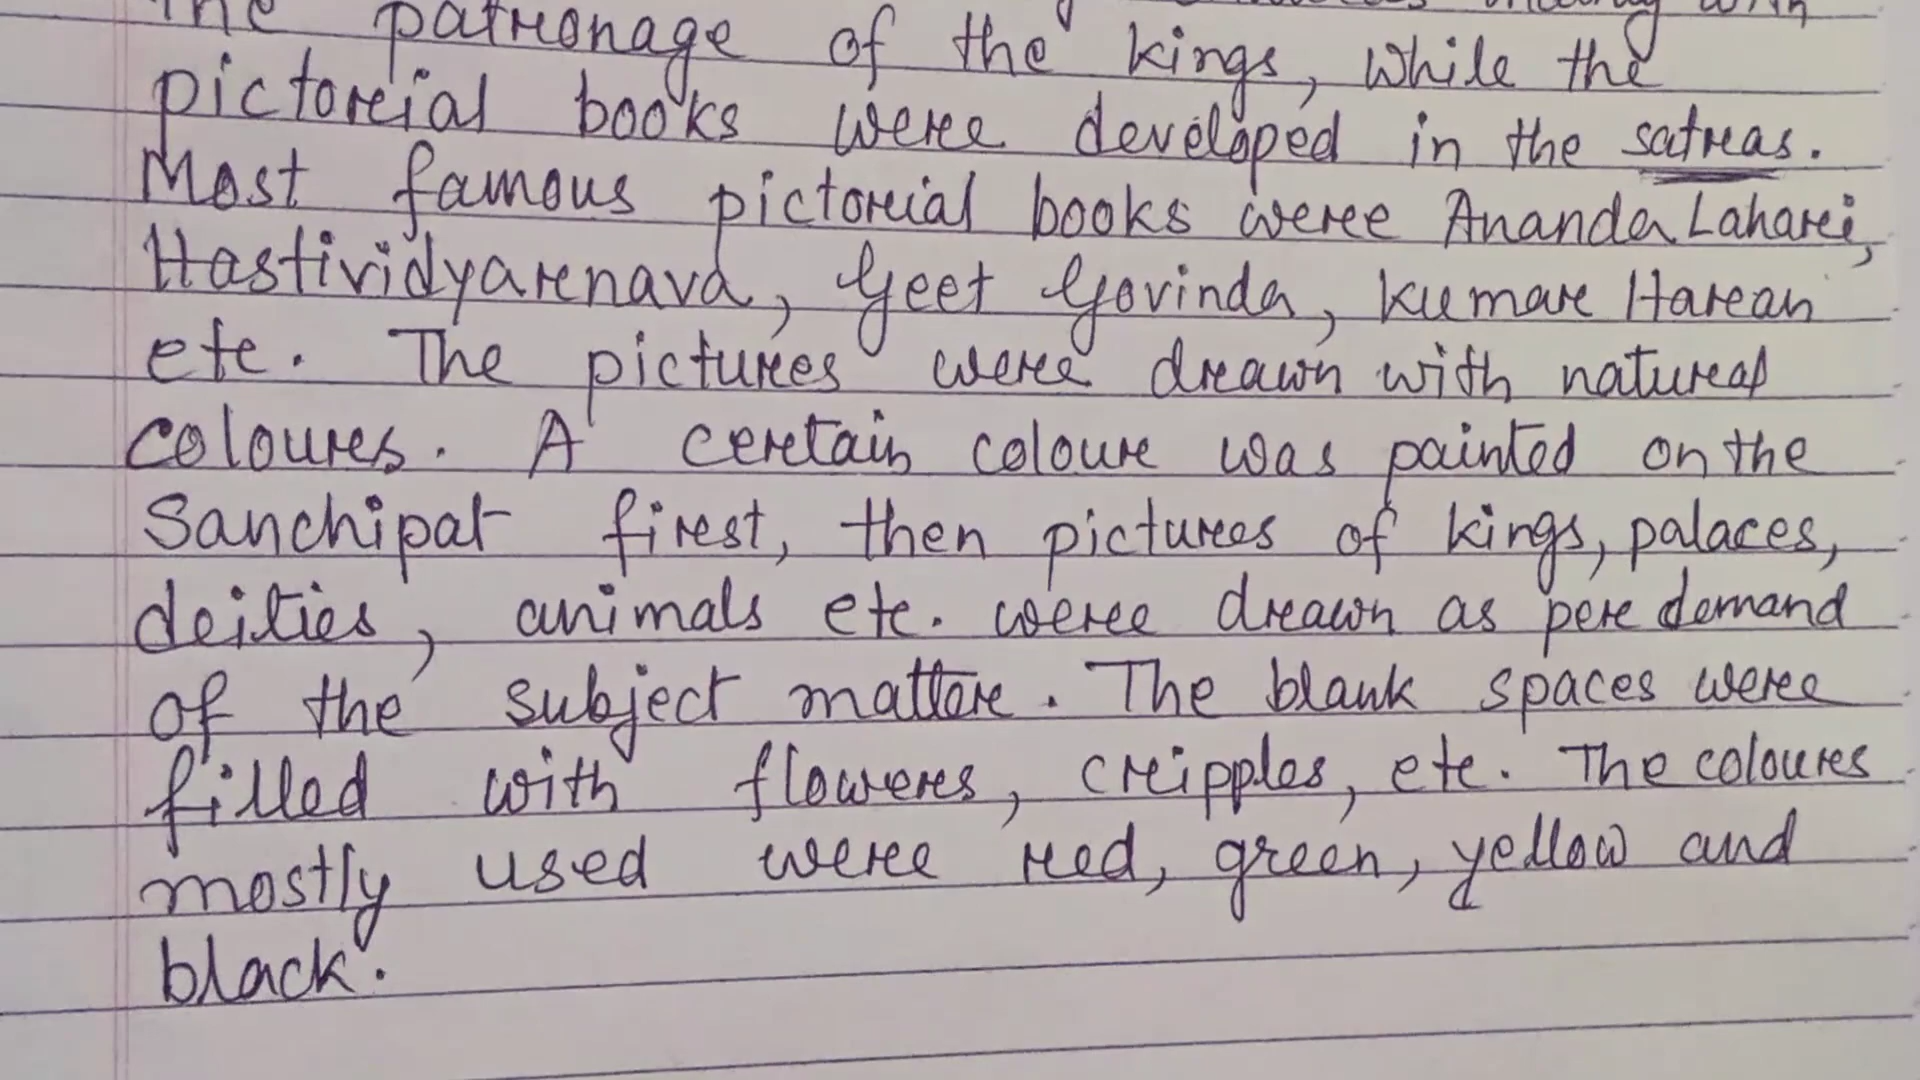 The patronage of the kings, while the
pictorial books were developed in the satras.
Most famous pictorial books were Ananda Lahari,
Hastividyarnava, Geet Govinda, Kumar Haran
etc. The pictures were drawn with natural
colours. A certain colour was painted on the
Sanchipat first, then pictures of kings, palaces,
deities, animals etc. were drawn as per demand
of the subject matter. The blank spaces were
filled with flowers, cripples, etc. The colours
mostly used were red, green, yellow and
black.